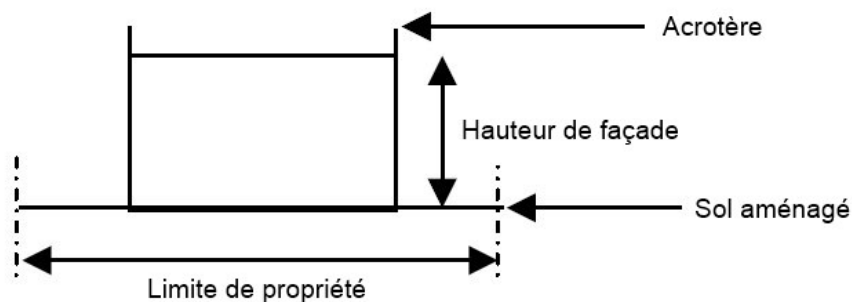 Acrotère
Hauteur de façade
Sol aménagé
Limite de propriété